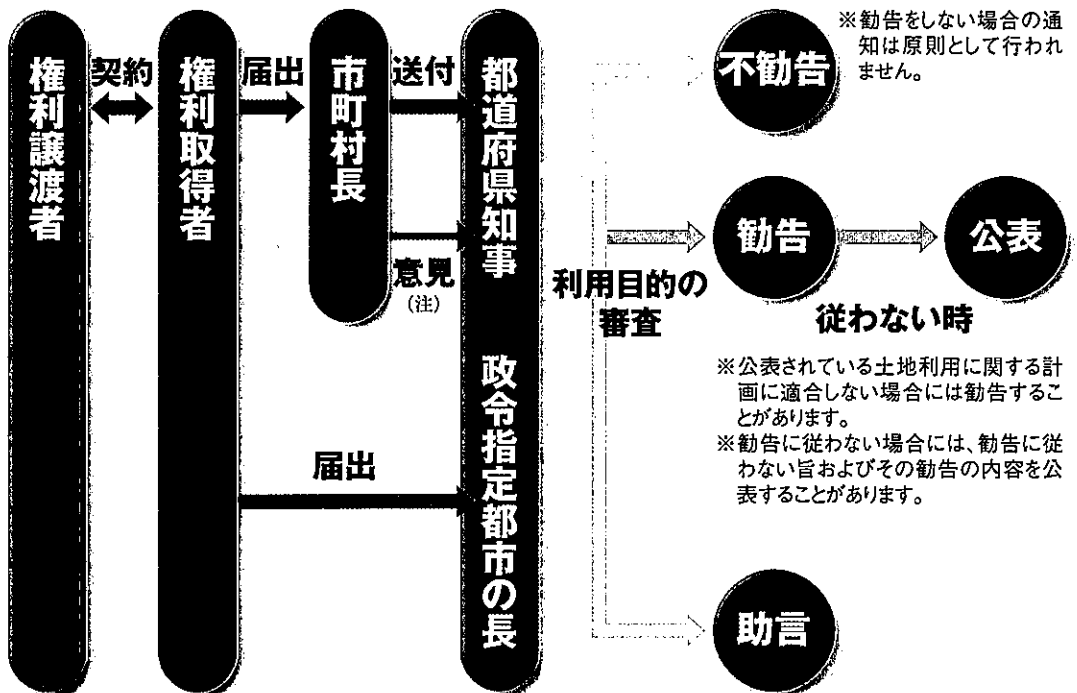 権利譲渡者
契約
権利取得者
届出
市町村長
送付
意見
(注)
都道府県知事
政令指定都市の長
届出
利用目的の
審査
不勧告
※勧告をしない場合の通
知は原則として行われ
ません。
勧告
公表
従わない時
※公表されている土地利用に関する計
画に適合しない場合には勧告するこ
とがあります。
※勧告に従わない場合には、勧告に従
わない旨およびその勧告の内容を公
表することがあります。
助言